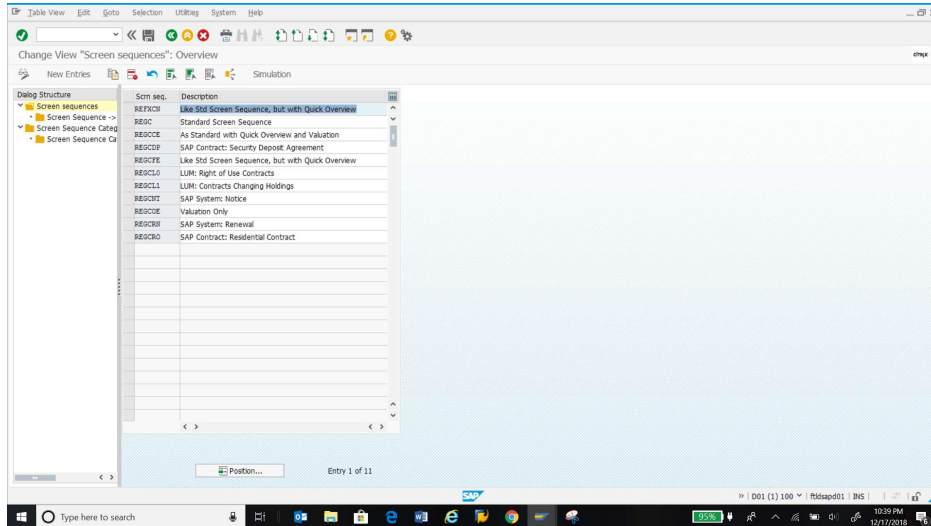 Table View Edit Goto Selection Utilities System Help
Change View "Screen sequences": Overview
citrix
New Entries Simulation
Dialog Structure
Screen sequences
Screen Sequence ->
Screen Sequence Categ
Screen Sequence Ca
Scrn seq. Description
REFXCN Like Std Screen Sequence, but with Quick Overview
REGC Standard Screen Sequence
REGCCE As Standard with Quick Overview and Valuation
REGCDP SAP Contract: Security Deposit Agreement
REGCFE Like Std Screen Sequence, but with Quick Overview
REGCL0 LUM: Right of Use Contracts
REGCL1 LUM: Contracts Changing Holdings
REGCNT SAP System: Notice
REGCOE Valuation Only
REGCRN SAP System: Renewal
REGCRO SAP Contract: Residential Contract
Position... Entry 1 of 11
SAP
D01 (1) 100 ftldsapd01 INS
Type here to search
95%
10:39 PM
12/17/2018